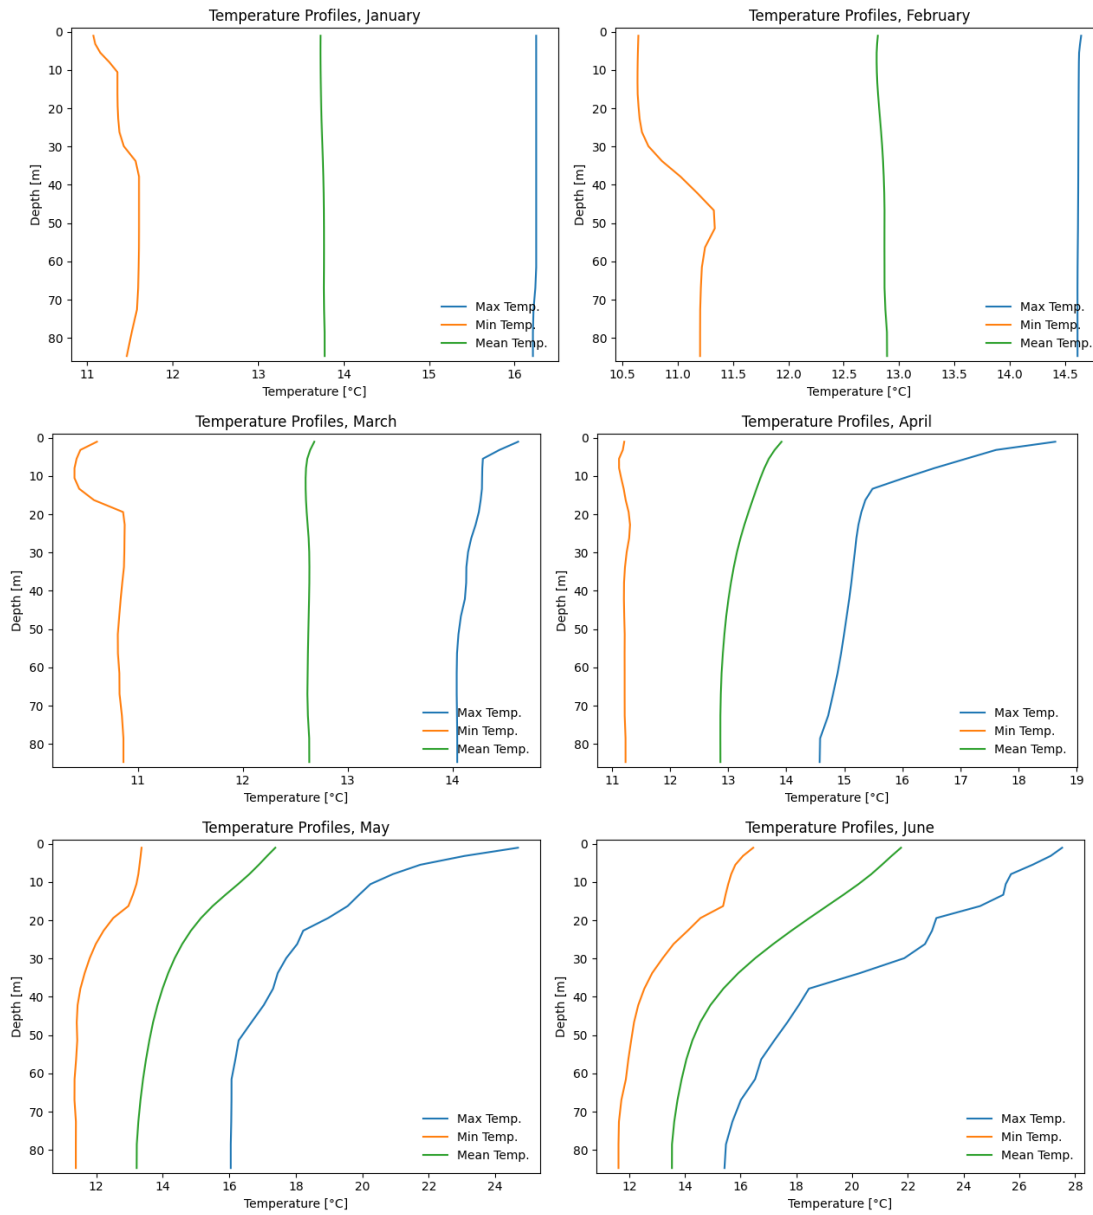 Temperature Profiles, January
0
10
20
30
40
50
60
70
80
Depth [m]
11 12 13 14 15 16
Temperature [°C]
Max Temp.
Min Temp.
Mean Temp.
Temperature Profiles, February
0
10
20
30
40
50
60
70
80
Depth [m]
10.5 11.0 11.5 12.0 12.5 13.0 13.5 14.0 14.5
Temperature [°C]
Max Temp.
Min Temp.
Mean Temp.
Temperature Profiles, March
0
10
20
30
40
50
60
70
80
Depth [m]
11 12 13 14
Temperature [°C]
Max Temp.
Min Temp.
Mean Temp.
Temperature Profiles, April
0
10
20
30
40
50
60
70
80
Depth [m]
11 12 13 14 15 16 17 18 19
Temperature [°C]
Max Temp.
Min Temp.
Mean Temp.
Temperature Profiles, May
0
10
20
30
40
50
60
70
80
Depth [m]
12 14 16 18 20 22 24
Temperature [°C]
Max Temp.
Min Temp.
Mean Temp.
Temperature Profiles, June
0
10
20
30
40
50
60
70
80
Depth [m]
12 14 16 18 20 22 24 26 28
Temperature [°C]
Max Temp.
Min Temp.
Mean Temp.